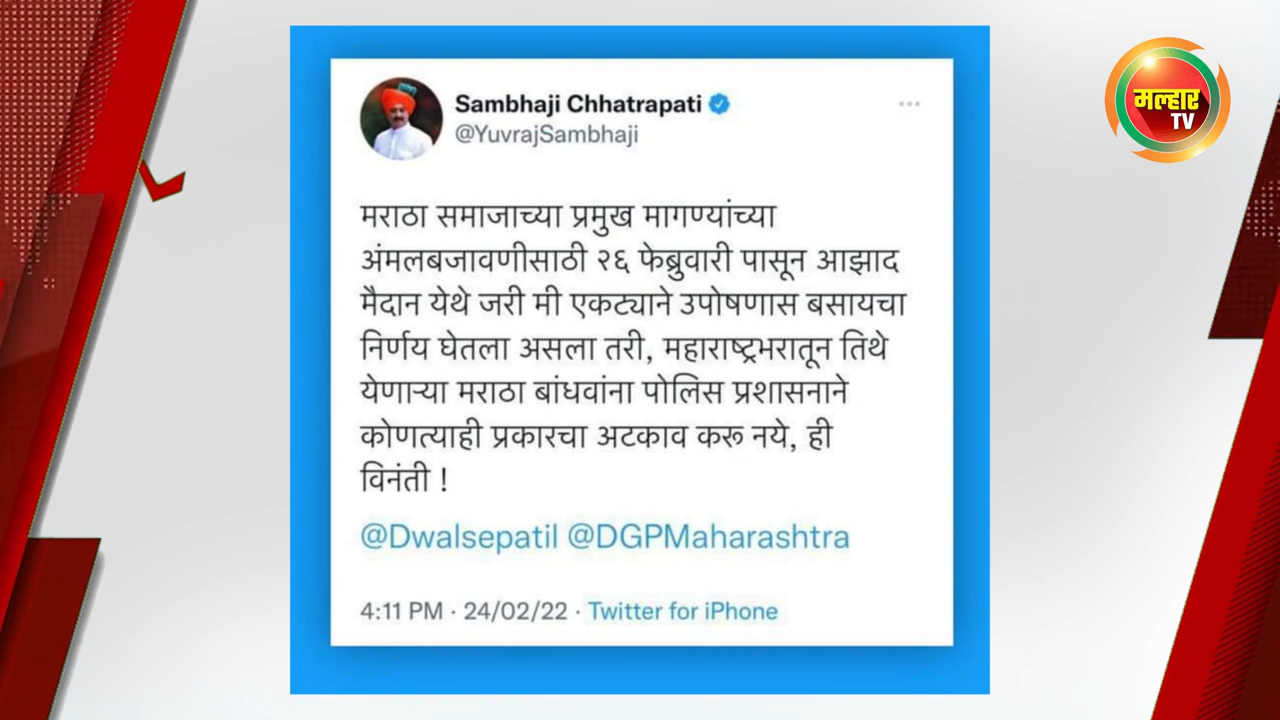 मल्हार
TV
Sambhaji Chhatrapati
@YuvrajSambhaji
मराठा समाजाच्या प्रमुख मागण्यांच्या
अंमलबजावणीसाठी २६ फेब्रुवारी पासून आझाद
मैदान येथे जरी मी एकट्याने उपोषणास बसायचा
निर्णय घेतला असला तरी, महाराष्ट्रभरातून तिथे
येणाऱ्या मराठा बांधवांना पोलिस प्रशासनाने
कोणत्याही प्रकारचा अटकाव करू नये, ही
विनंती !
@Dwalsepatil @DGPMaharashtra
4:11 PM · 24/02/22 · Twitter for iPhone